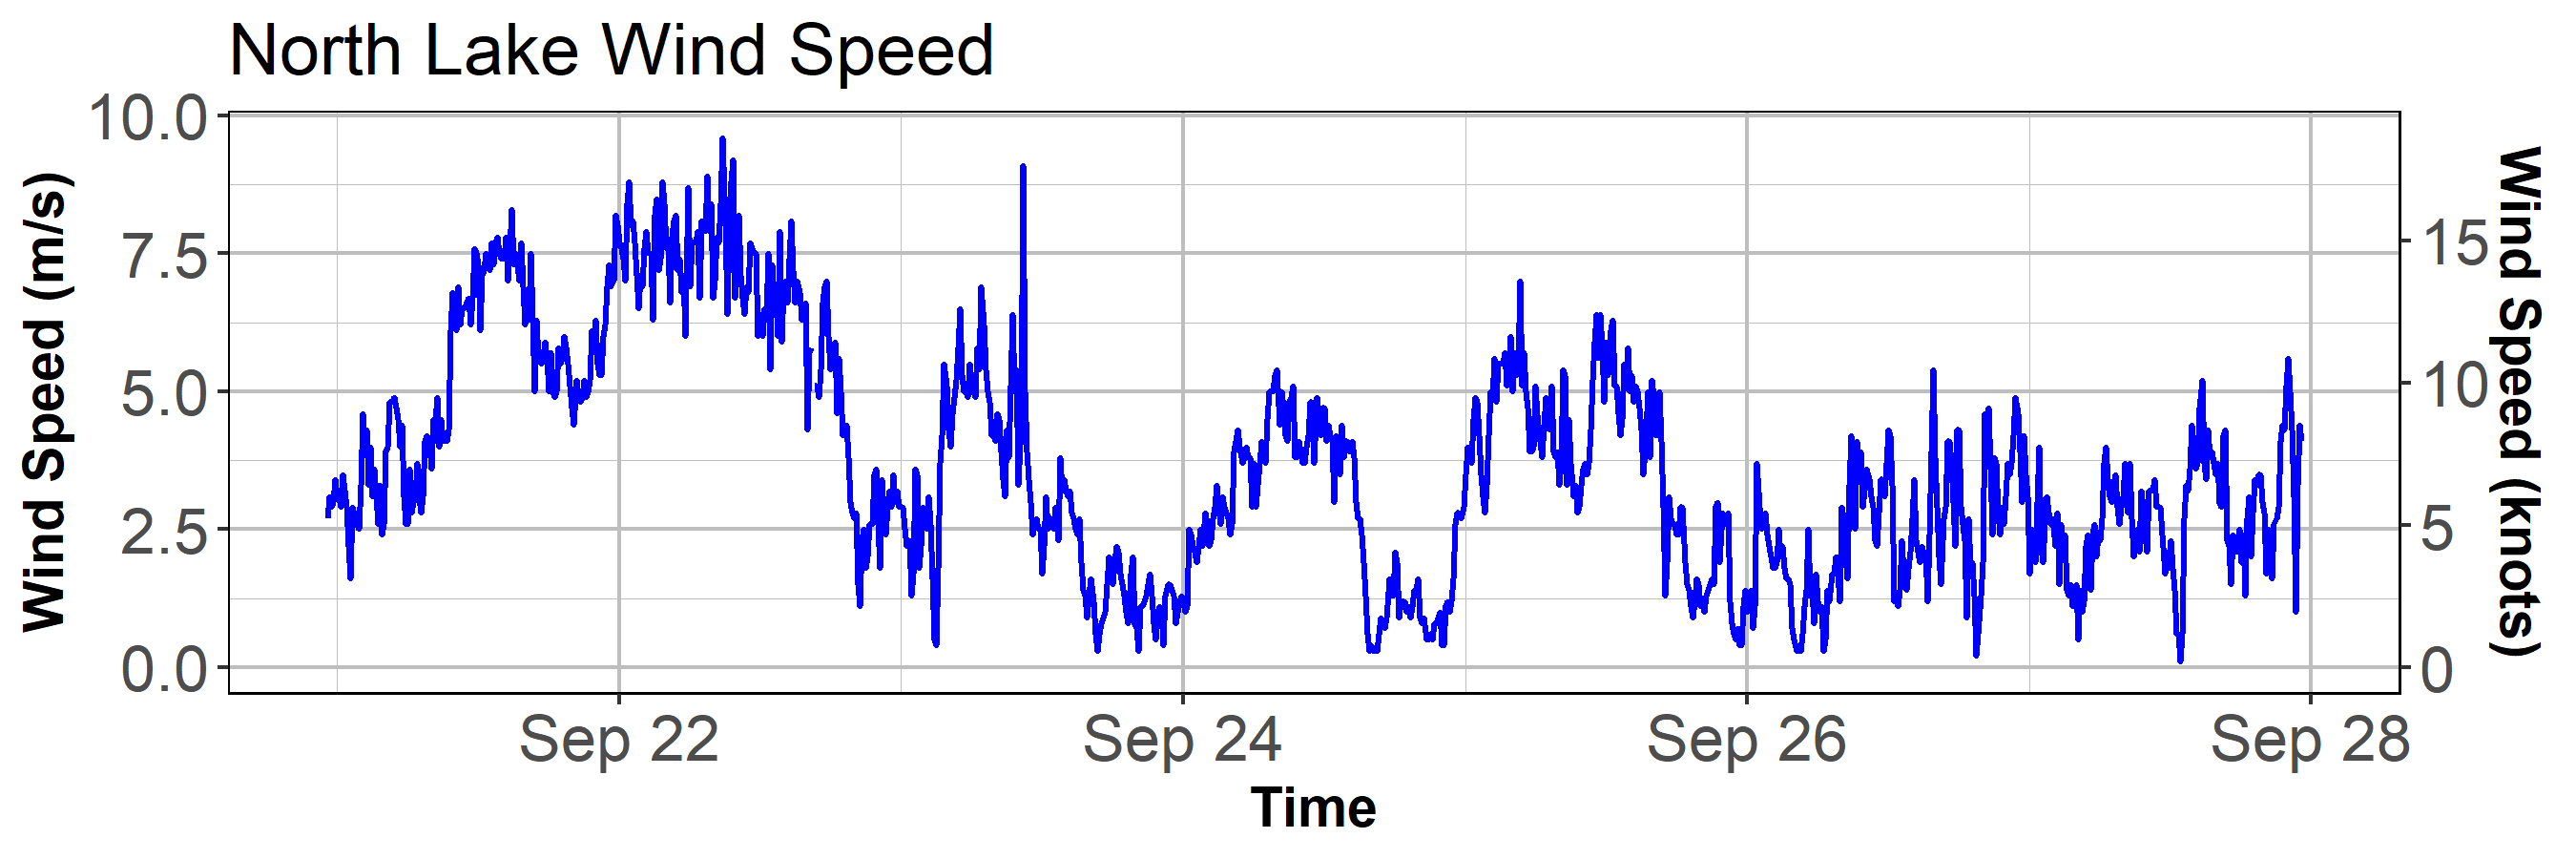 North Lake Wind Speed
10.0
7.5
5.0
2.5
0.0
Wind Speed (m/s)
15
10
5
0
Wind Speed (knots)
Sep 22
Sep 24
Sep 26
Sep 28
Time